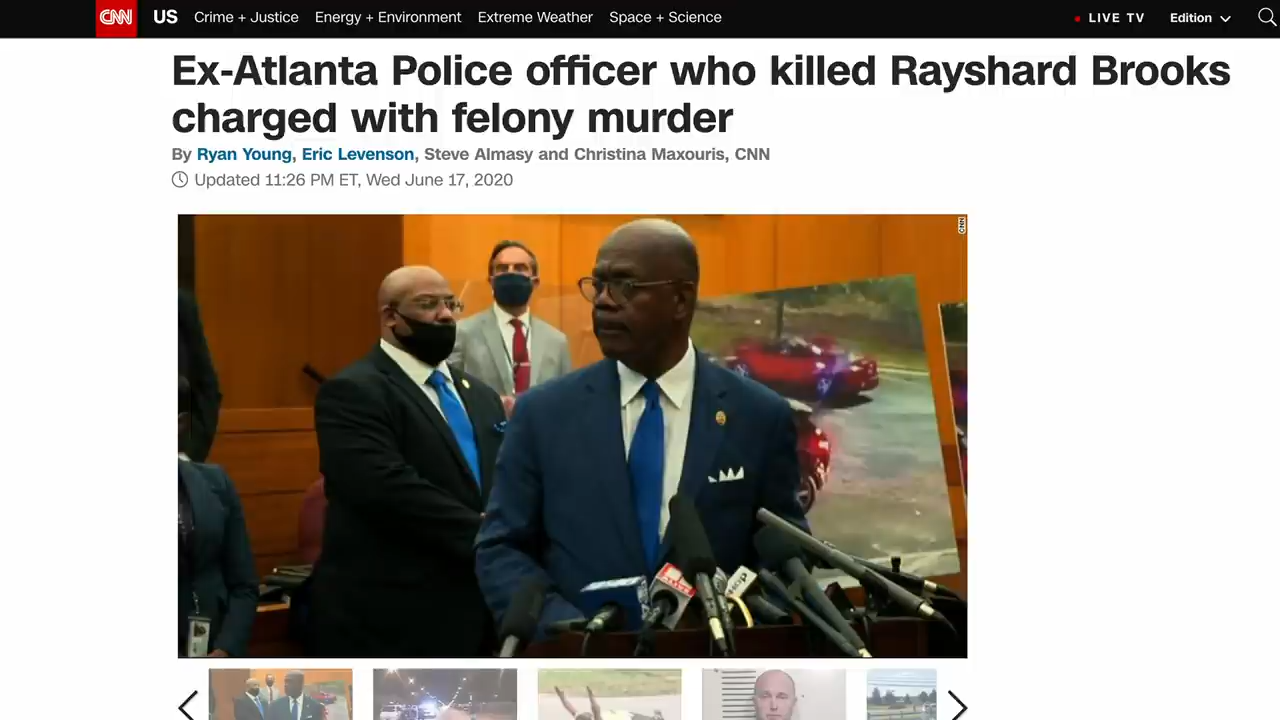 CNN US Crime + Justice Energy + Environment Extreme Weather Space + Science LIVE TV Edition
Ex-Atlanta Police officer who killed Rayshard Brooks
charged with felony murder
By Ryan Young, Eric Levenson, Steve Almasy and Christina Maxouris, CNN
Updated 11:26 PM ET, Wed June 17, 2020
CNN